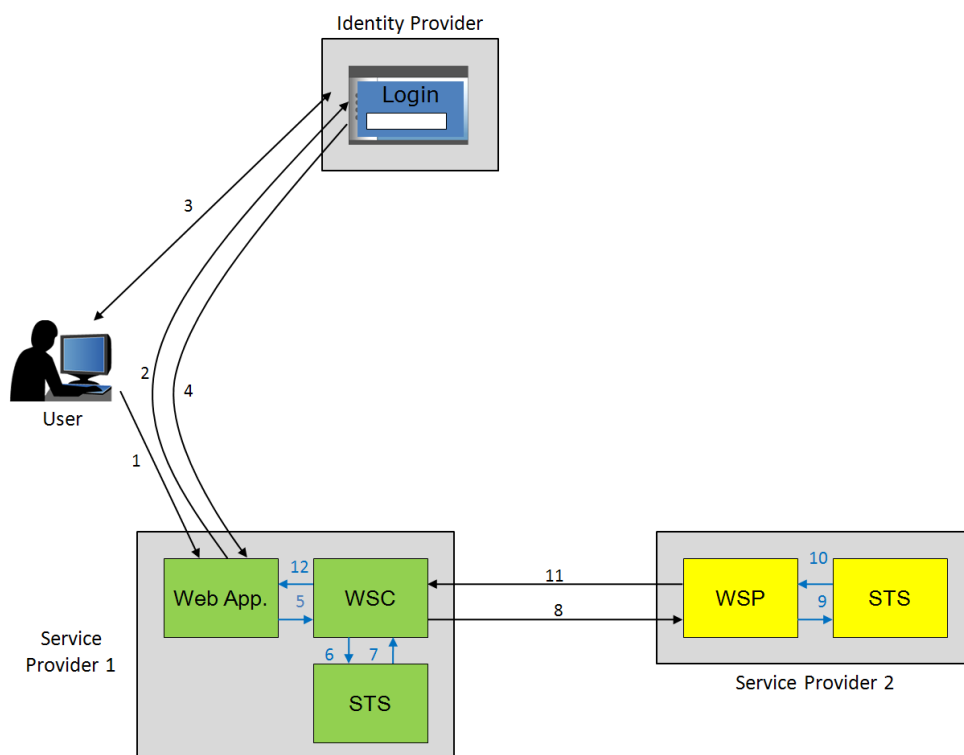 Identity Provider
Login
3
2
4
User
1
12
10
11
Web App.
WSC
WSP
STS
5
8
9
Service
Provider 1
6
7
STS
Service Provider 2